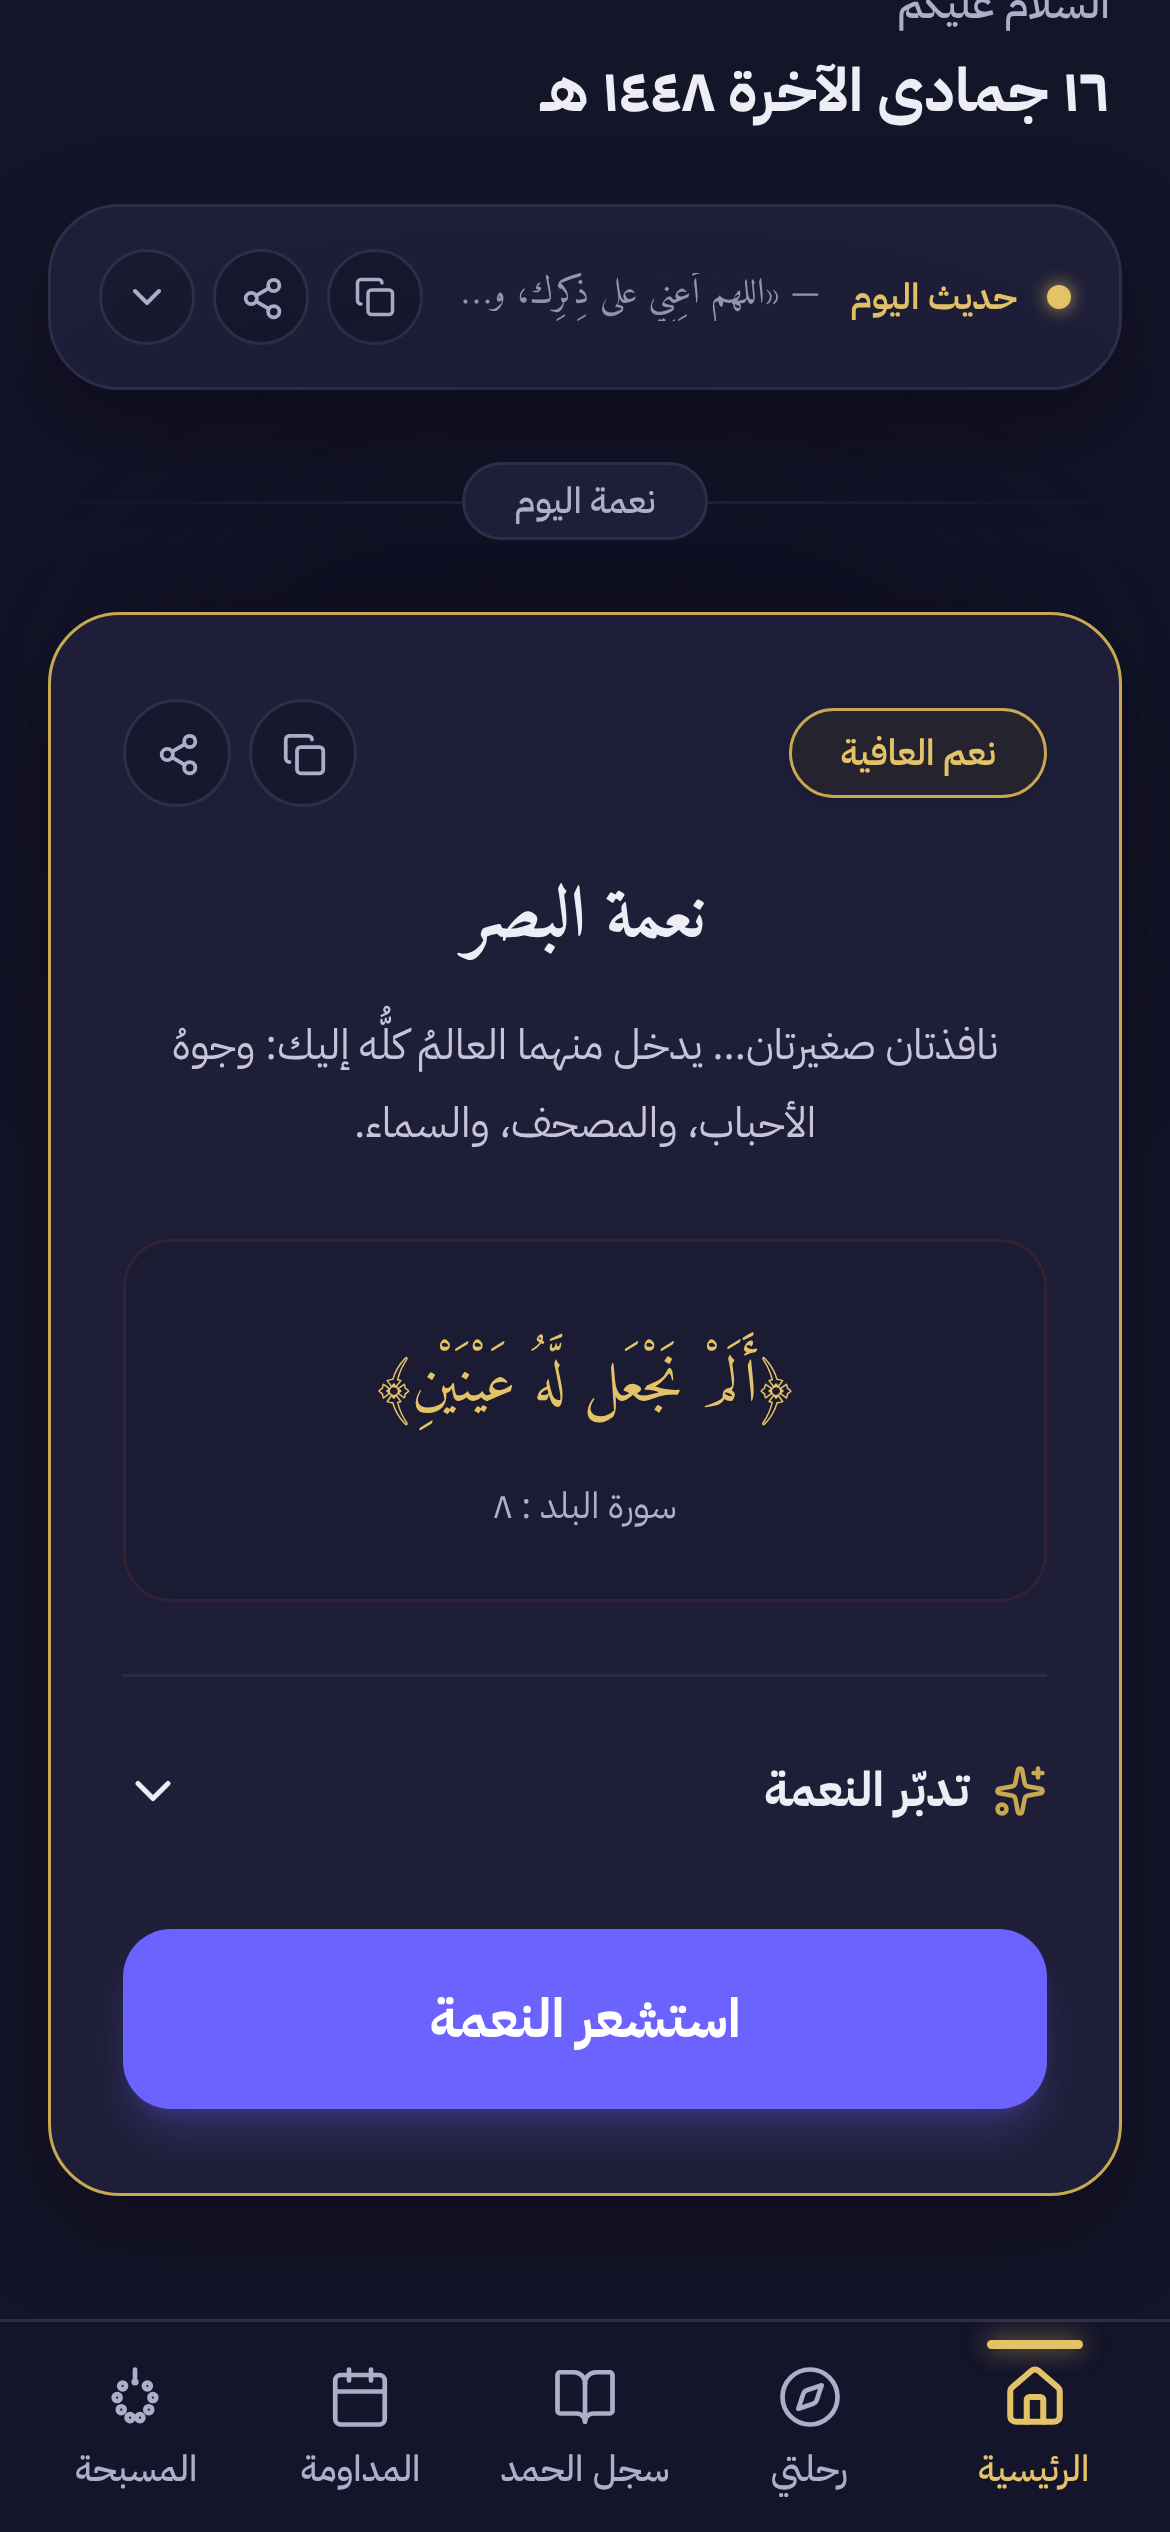 السلام عليكم
١٦ جمادى الآخرة ١٤٤٨ هـ
حديث اليوم — «اللهم أَعِنِّي على ذِكرِك، و...
نعمة اليوم
نعم العافية
نعمة البصر
نافذتان صغيرتان... يدخل منهما العالمُ كلُّه إليك: وجوهُ
الأحباب، والمصحف، والسماء.
﴿أَلَمْ نَجْعَل لَّهُ عَيْنَيْنِ﴾
سورة البلد : ٨
تدبّر النعمة
استشعر النعمة
الرئيسية
رحلتي
سجل الحمد
المداومة
المسبحة